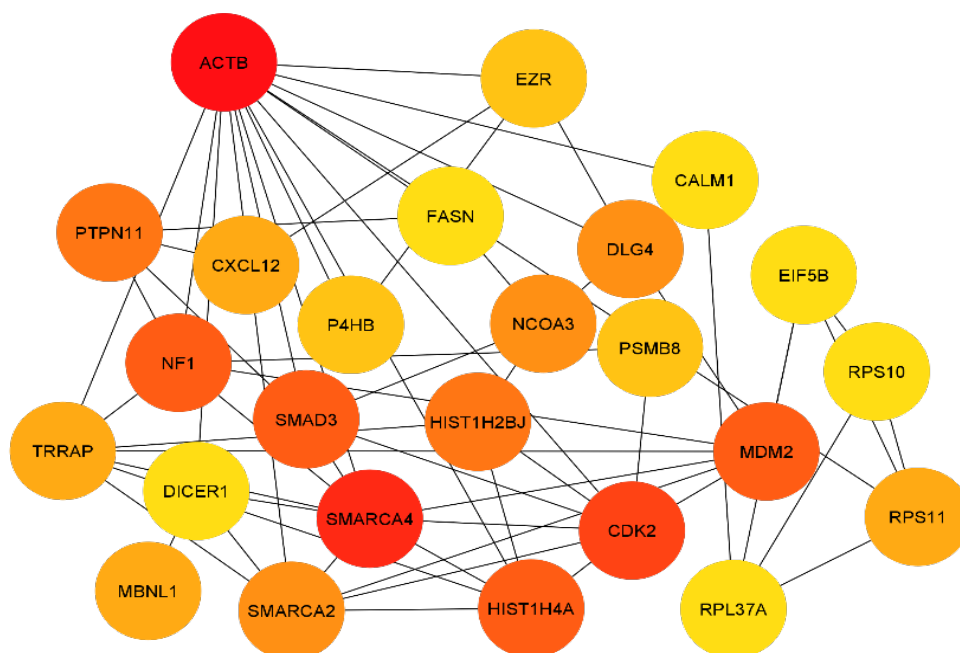 ACTB
EZR
CALM1
FASN
PTPN11
DLG4
CXCL12
EIF5B
P4HB
NCOA3
PSMB8
NF1
RPS10
SMAD3
HIST1H2BJ
TRRAP
MDM2
DICER1
SMARCA4
CDK2
RPS11
MBNL1
SMARCA2
HIST1H4A
RPL37A